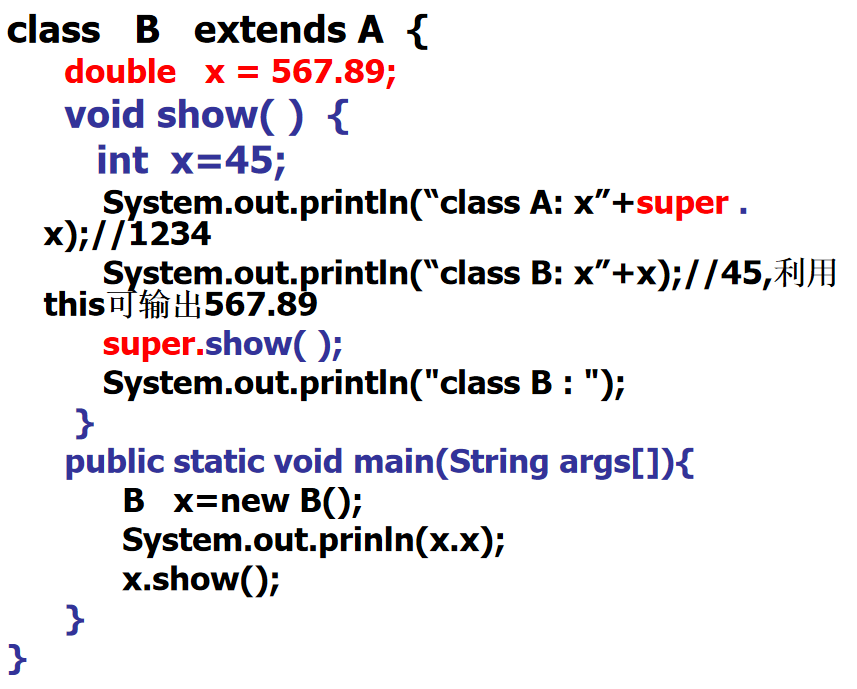 class B extends A {
double x = 567.89;
void show( ) {
int x=45;
System.out.println(“class A: x”+super .
x);//1234
System.out.println(“class B: x”+x);//45,利用
this可输出567.89
super.show( );
System.out.println("class B : ");
}
public static void main(String args[]){
B x=new B();
System.out.prinln(x.x);
x.show();
}
}